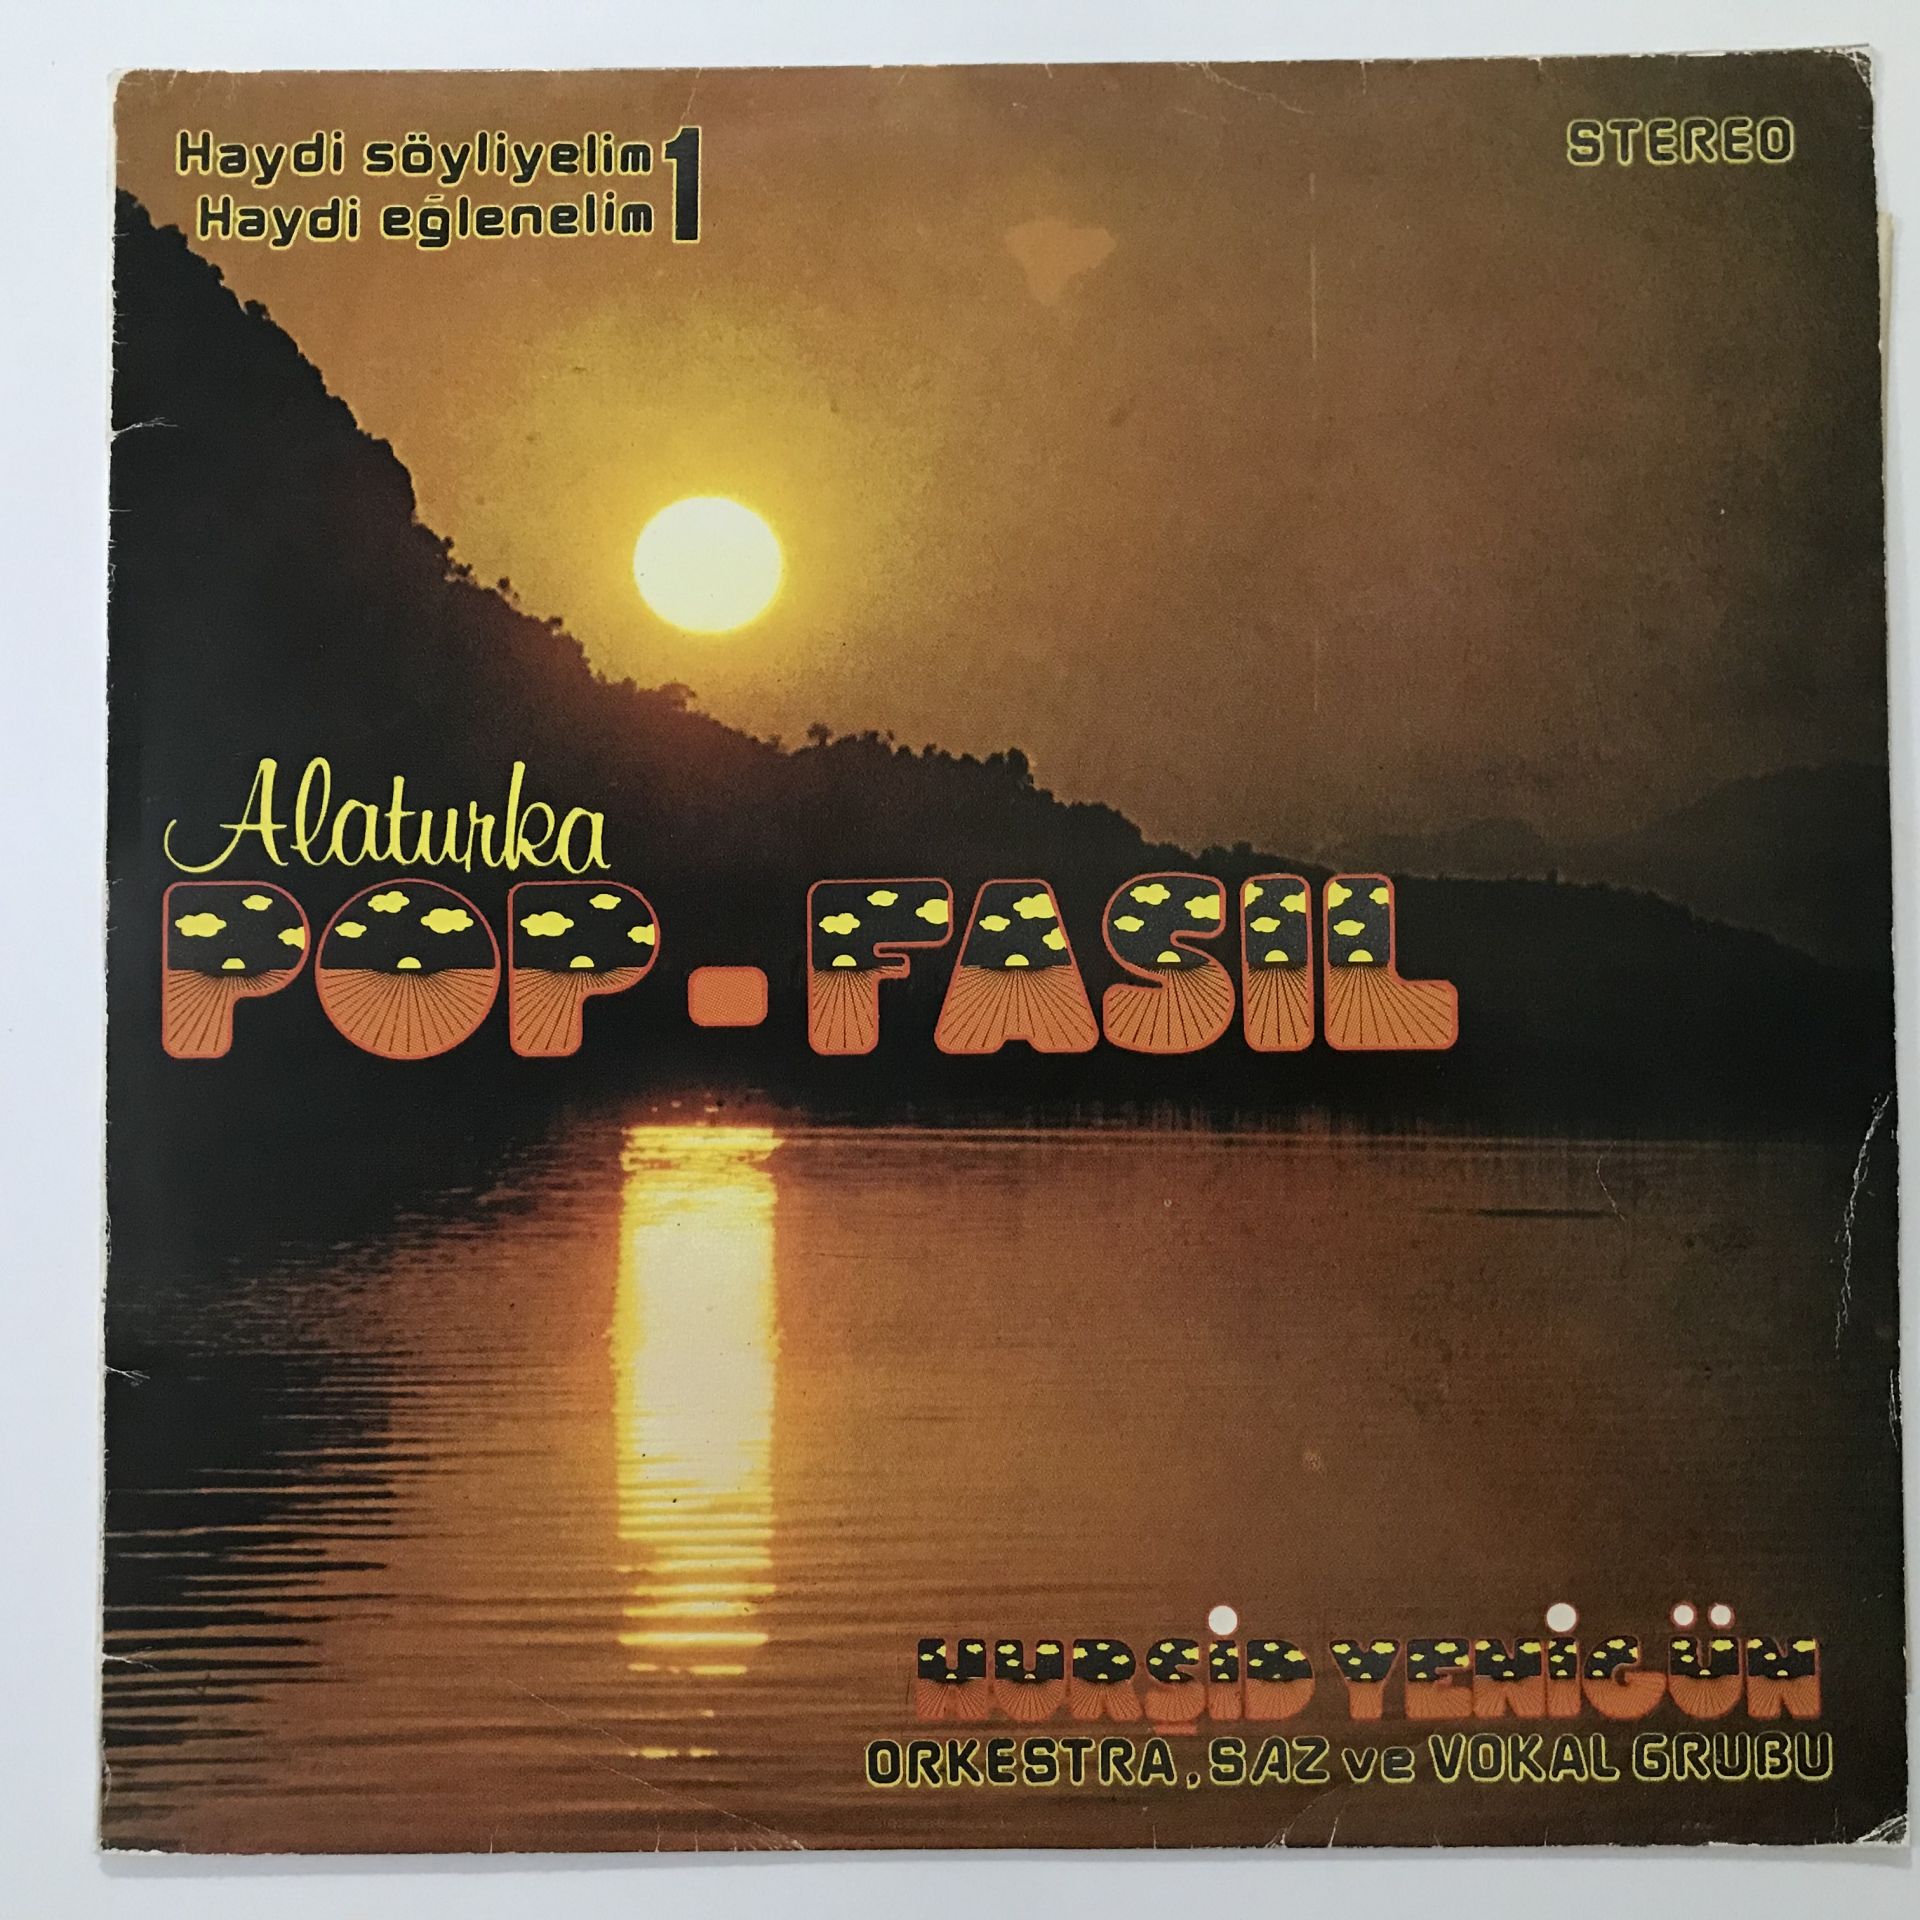 Haydi söyliyelim 1
Haydi eğlenelim
STEREO
Alaturka
POP-FASIL
HURŞİD YENİGÜN
ORKESTRA, SAZ ve VOKAL GRUBU